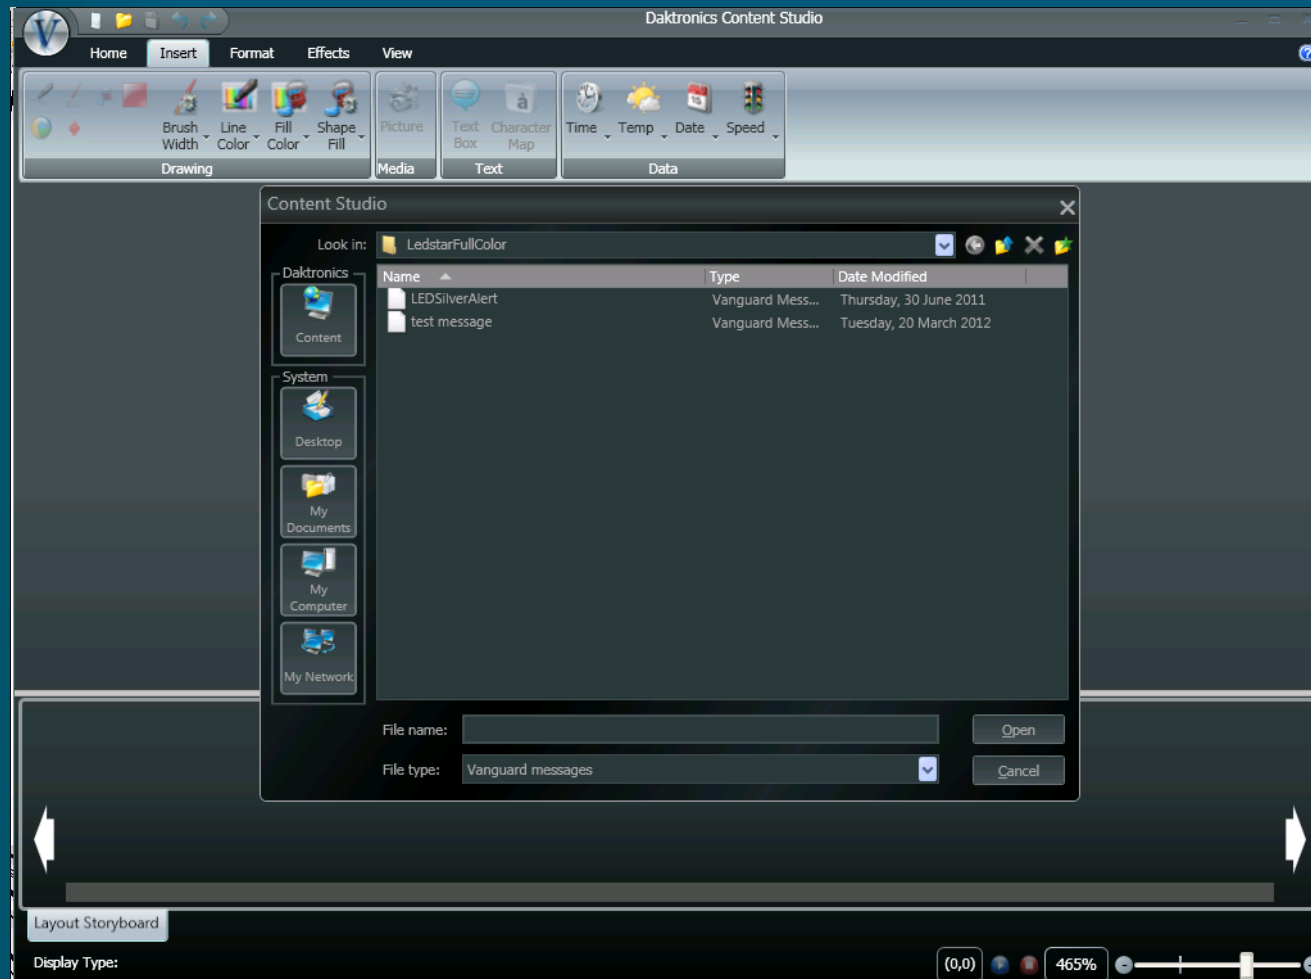 Daktronics Content Studio
V
Home Insert Format Effects View
Brush Width
Line Color
Fill Color
Shape Fill
Picture
Text Box
à
Character Map
Time
Temp
15
Date
Speed
Drawing
Media
Text
Data
Content Studio
Look in: LedstarFullColor
Daktronics
Content
System
Desktop
My Documents
My Computer
My Network
Name Type Date Modified
LEDSilverAlert Vanguard Mess... Thursday, 30 June 2011
test message Vanguard Mess... Tuesday, 20 March 2012
File name: Open
File type: Vanguard messages Cancel
Layout Storyboard
Display Type: (0,0) 465%